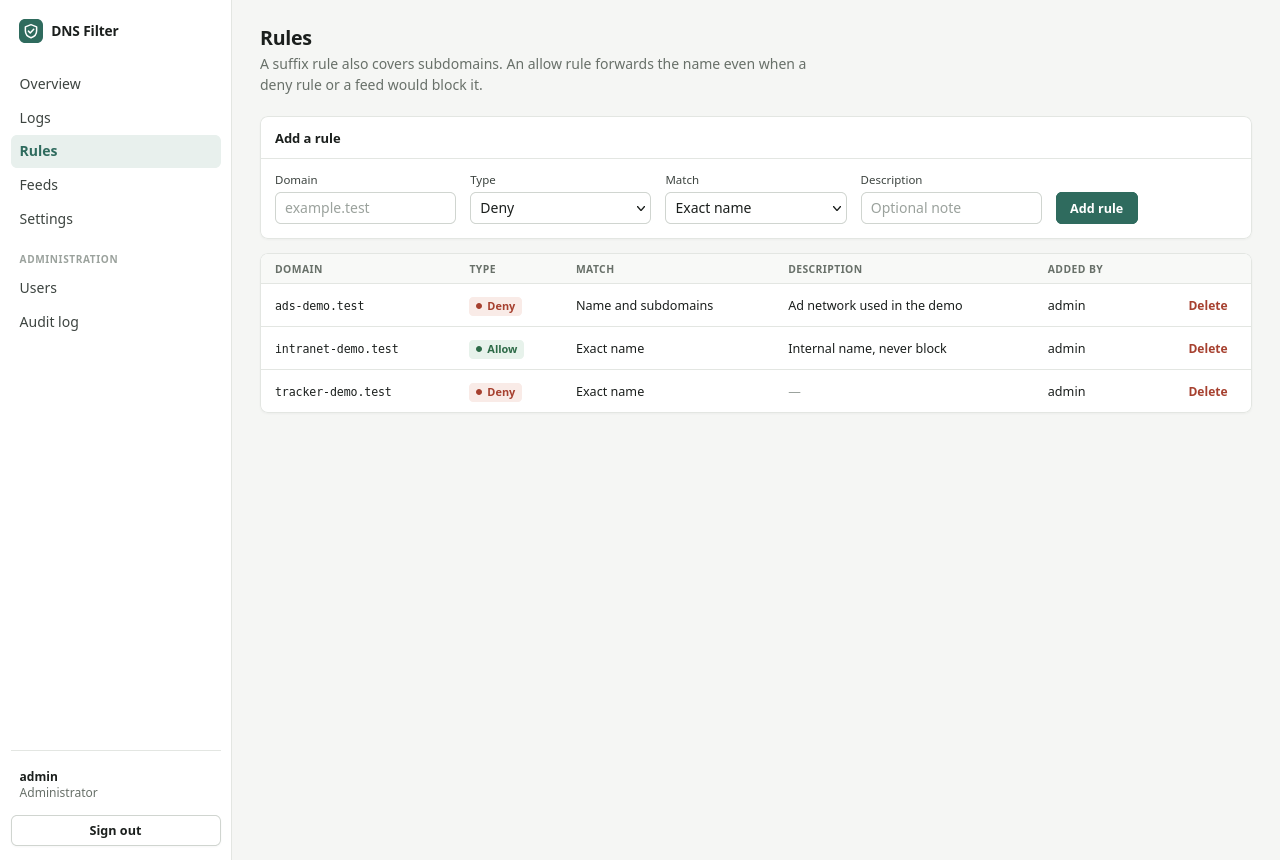 DNS Filter
Overview
Logs
Rules
Feeds
Settings
ADMINISTRATION
Users
Audit log
admin
Administrator
Sign out
Rules
A suffix rule also covers subdomains. An allow rule forwards the name even when a
deny rule or a feed would block it.
Add a rule
Domain Type Match Description
example.test Deny Exact name Optional note Add rule
DOMAIN TYPE MATCH DESCRIPTION ADDED BY
ads-demo.test Deny Name and subdomains Ad network used in the demo admin Delete
intranet-demo.test Allow Exact name Internal name, never block admin Delete
tracker-demo.test Deny Exact name — admin Delete